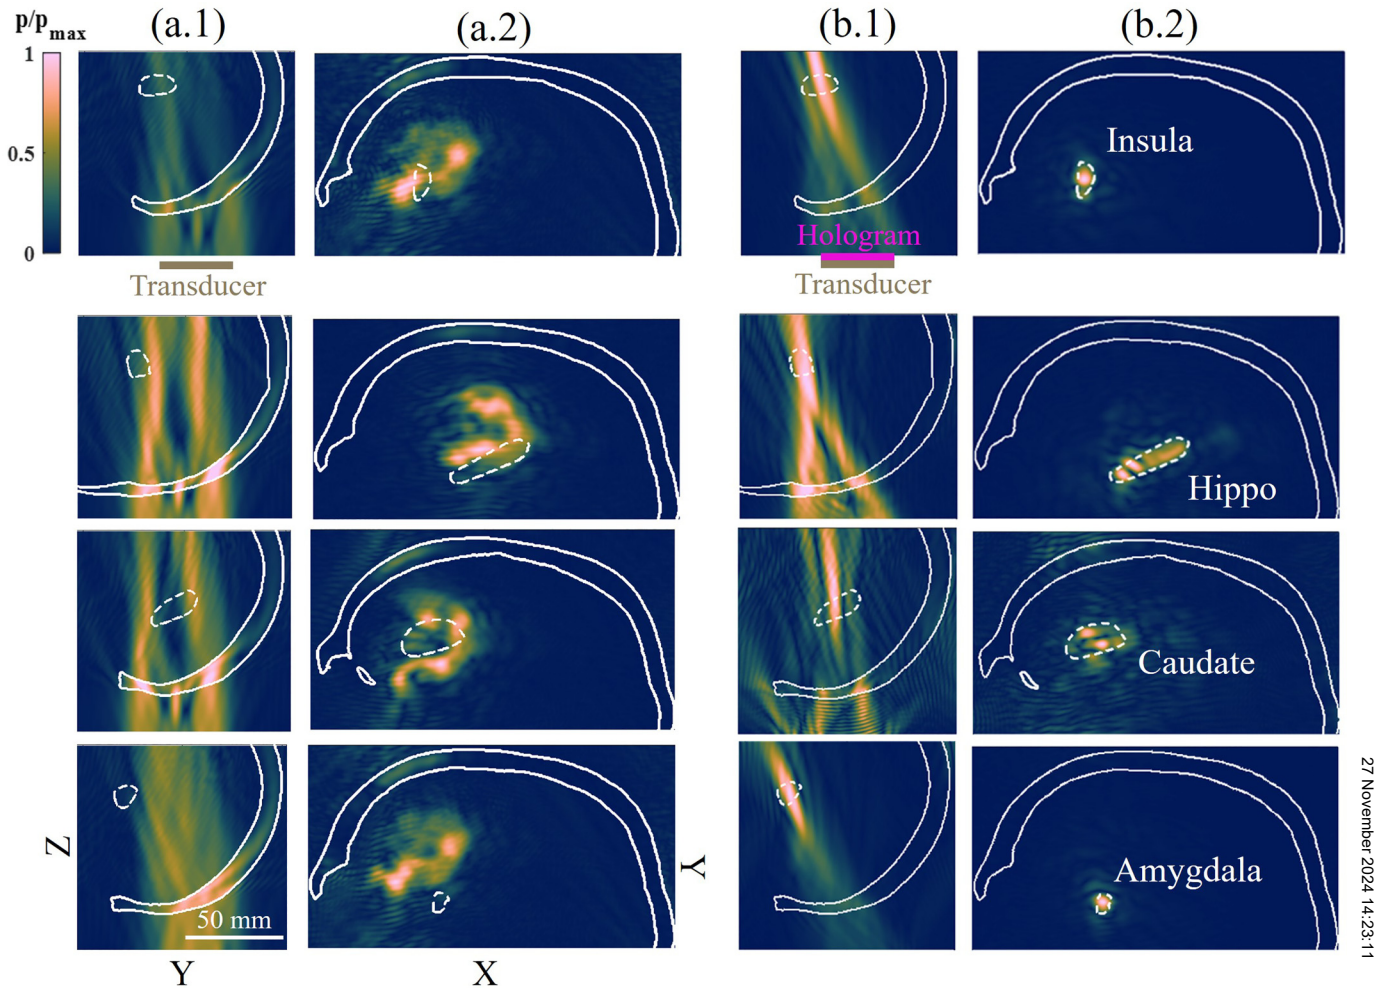 p/pmax
(a.1)
(a.2)
(b.1)
(b.2)
1
0.5
0
Insula
Hologram
Transducer
Transducer
Hippo
Caudate
Amygdala
50 mm
Z
Y
X
Y
27 November 2024 14:23:11